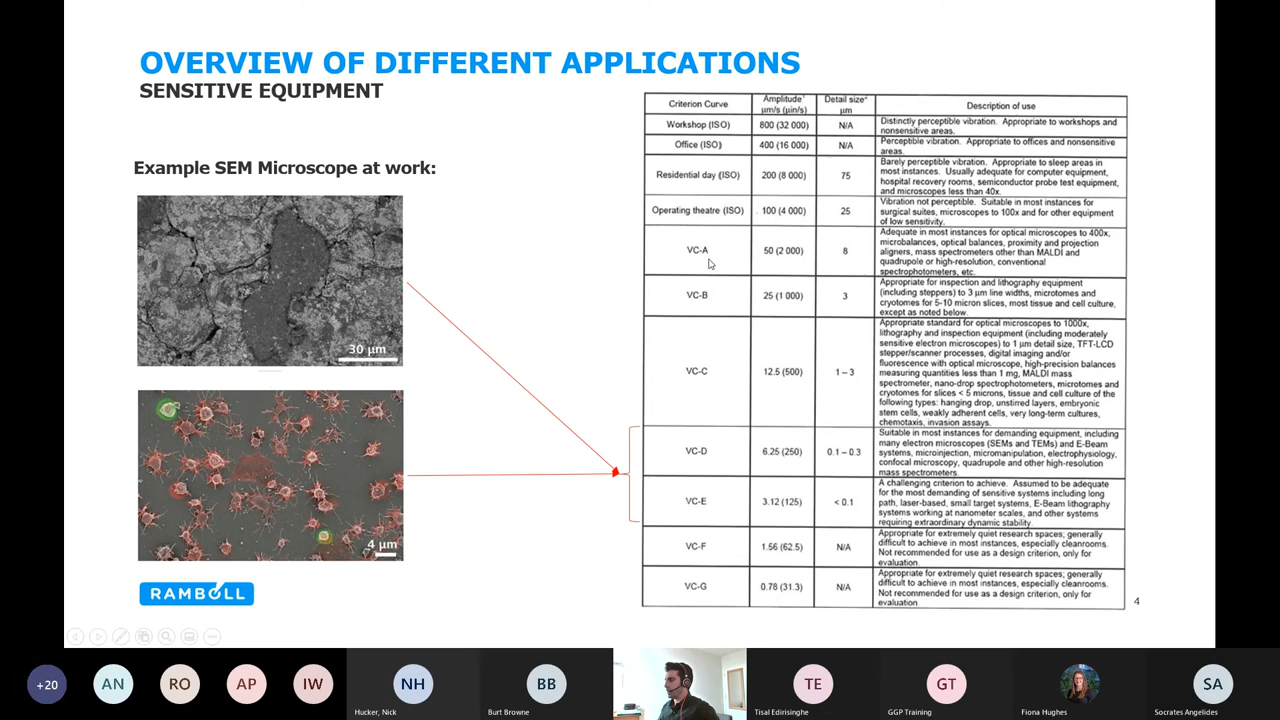 OVERVIEW OF DIFFERENT APPLICATIONS
SENSITIVE EQUIPMENT
Example SEM Microscope at work:
30 μm
4 μm
RAMBOLL
Criterion Curve
Amplitude¹
μm/s (μin/s)
Detail size²
μm
Description of use
Workshop (ISO)
800 (32 000)
N/A
Distinctly perceptible vibration. Appropriate to workshops and
nonsensitive areas.
Office (ISO)
400 (16 000)
N/A
Perceptible vibration. Appropriate to offices and nonsensitive
areas.
Residential day (ISO)
200 (8 000)
75
Barely perceptible vibration. Appropriate to sleep areas in
most instances. Usually adequate for computer equipment,
hospital recovery rooms, semiconductor probe test equipment,
and microscopes less than 40x.
Operating theatre (ISO)
100 (4 000)
25
Vibration not perceptible. Suitable in most instances for
surgical suites, microscopes to 100x and for other equipment
of low sensitivity.
VC-A
50 (2 000)
8
Adequate in most instances for optical microscopes to 400x,
microbalances, optical balances, proximity and projection
aligners, mass spectrometers other than MALDI and
quadrupole or high-resolution, conventional
spectrophotometers, etc.
VC-B
25 (1 000)
3
Appropriate for inspection and lithography equipment
(including steppers) to 3 μm line widths, microtomes and
cryotomes for 5-10 micron slices, most tissue and cell culture,
except as noted below.
VC-C
12.5 (500)
1 – 3
Appropriate standard for optical microscopes to 1000x,
lithography and inspection equipment (including moderately
sensitive electron microscopes) to 1 μm detail size, TFT-LCD
stepper/scanner processes, digital imaging and/or
fluorescence with optical microscope, high-precision balances
measuring quantities less than 1 mg, MALDI mass
spectrometer, nano-drop spectrophotometers, microtomes and
cryotomes for slices < 5 microns, tissue and cell culture of the
following types: hanging drop, unstirred layers, embryonic
stem cells, weakly adherent cells, very long-term cultures,
chemotaxis, invasion assays.
VC-D
6.25 (250)
0.1 – 0.3
Suitable in most instances for demanding equipment, including
many electron microscopes (SEMs and TEMs) and E-Beam
systems, microinjection, micromanipulation, electrophysiology,
confocal microscopy, quadrupole and other high-resolution
mass spectrometers.
VC-E
3.12 (125)
< 0.1
A challenging criterion to achieve. Assumed to be adequate
for the most demanding of sensitive systems including long
path, laser-based, small target systems, E-Beam lithography
systems working at nanometer scales, and other systems
requiring extraordinary dynamic stability.
VC-F
1.56 (62.5)
N/A
Appropriate for extremely quiet research spaces; generally
difficult to achieve in most instances, especially cleanrooms.
Not recommended for use as a design criterion, only for
evaluation.
VC-G
0.78 (31.3)
N/A
Appropriate for extremely quiet research spaces; generally
difficult to achieve in most instances, especially cleanrooms.
Not recommended for use as a design criterion, only for
evaluation.
4
+20
AN
RO
AP
IW
NH
Hucker, Nick
BB
Burt Browne
TE
Tisal Edirisinghe
GT
GGP Training
Fiona Hughes
SA
Socrates Angelides